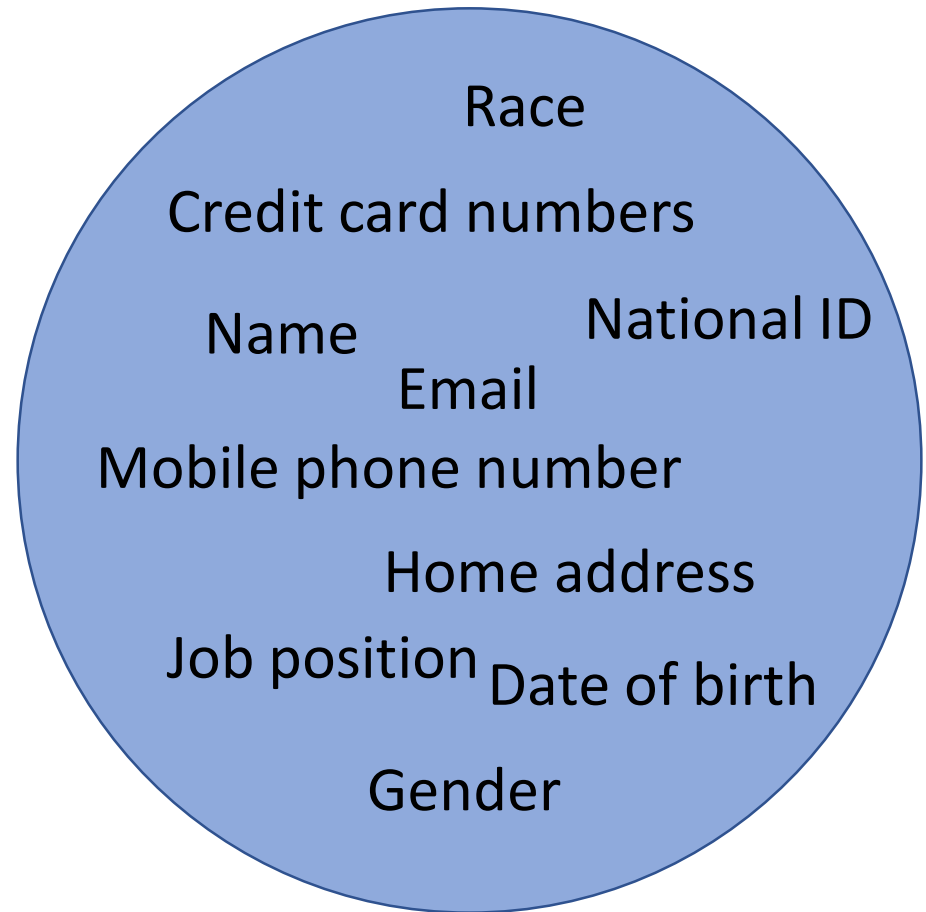 Race
Credit card numbers
National ID
Name
Email
Mobile phone number
Home address
Job position
Date of birth
Gender